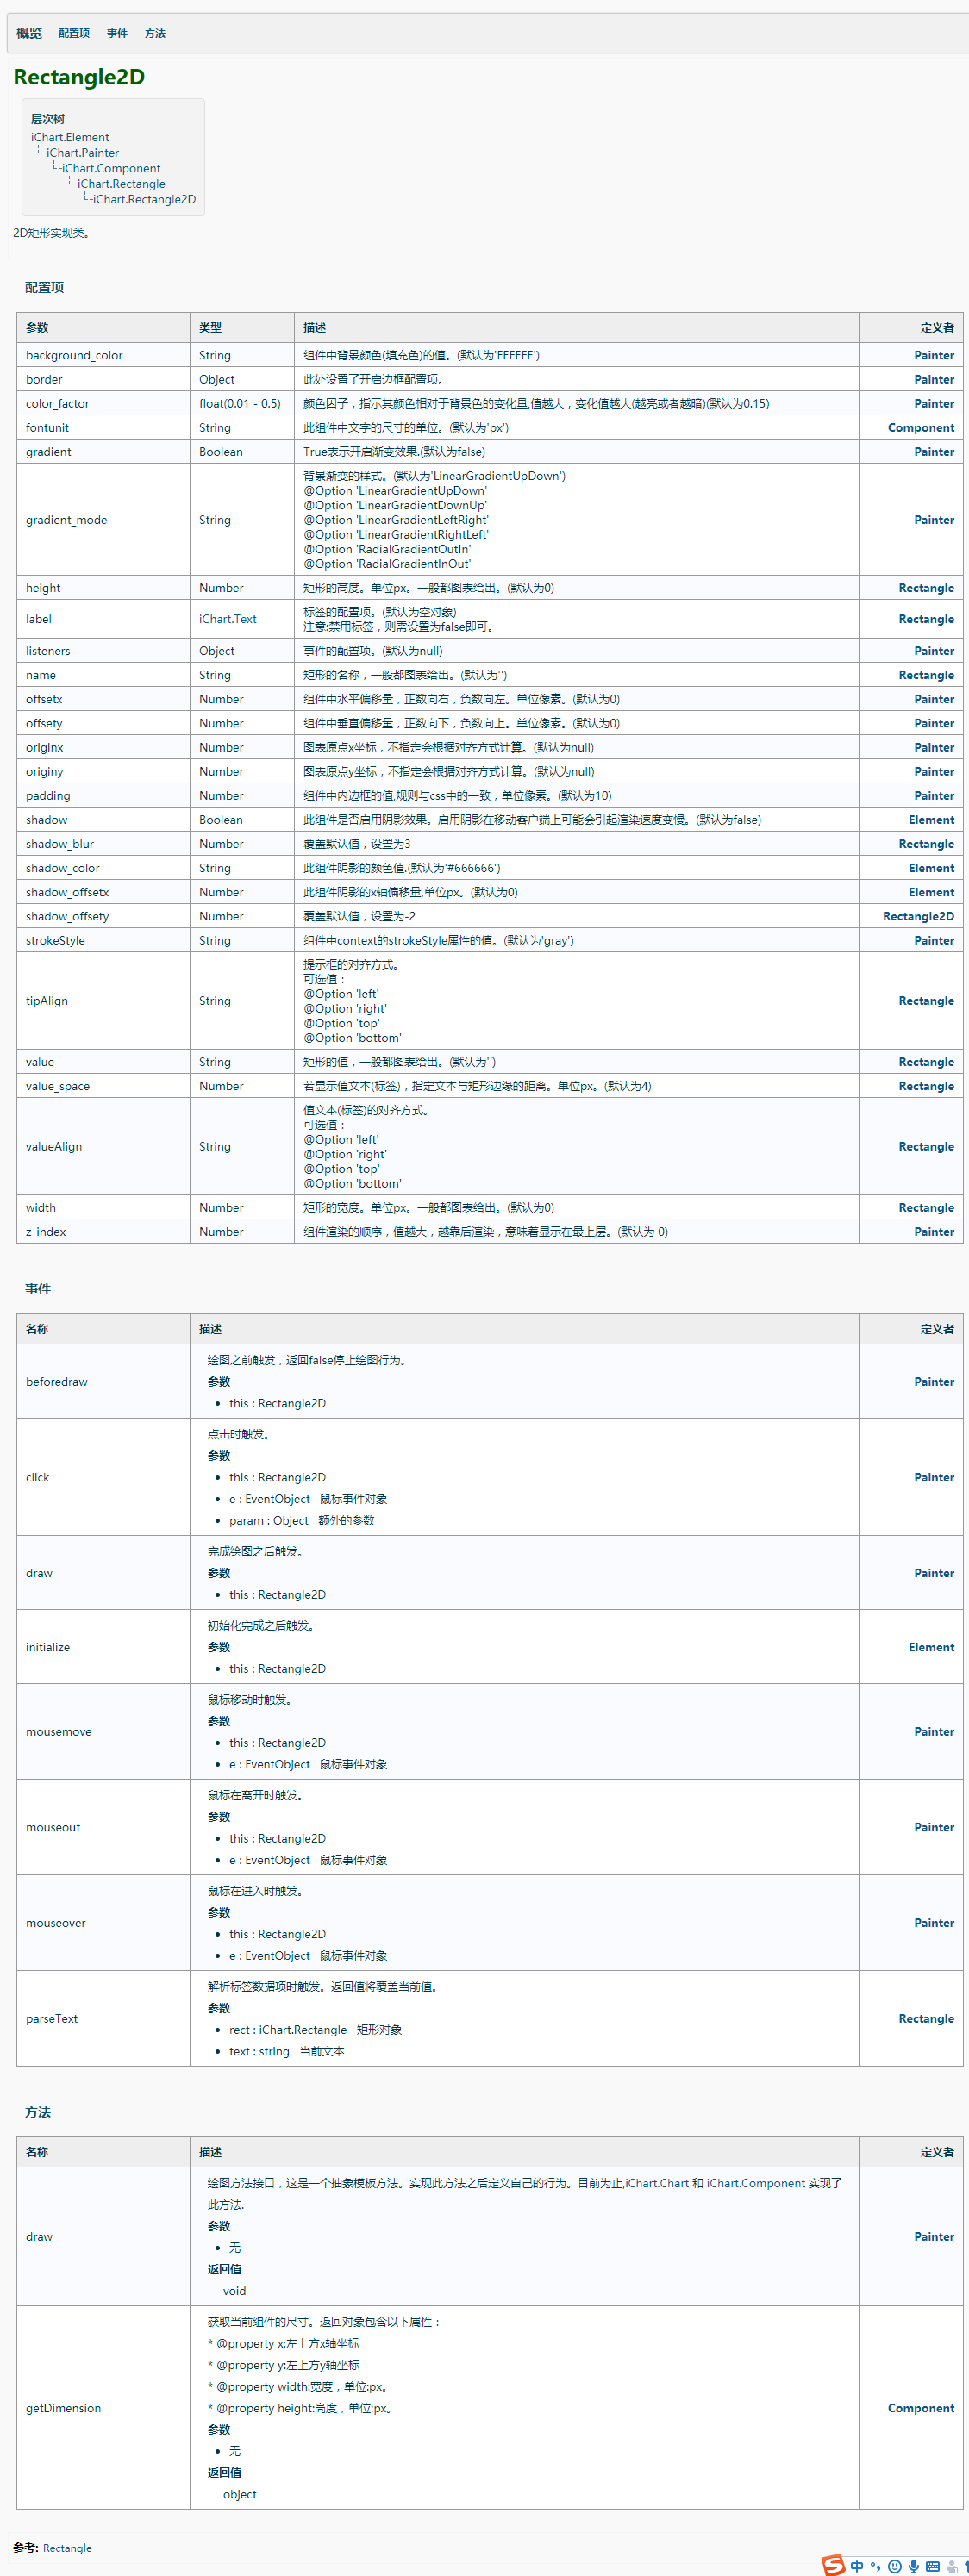 概览 配置项 事件 方法
Rectangle2D
层次树
iChart.Element
iChart.Painter
iChart.Component
iChart.Rectangle
iChart.Rectangle2D
2D矩形实现类。
配置项
参数 类型 描述 定义者
background_color String 组件中背景颜色(填充色)的值。(默认为'FEFEFE') Painter
border Object 此处设置了开启边框配置项。 Painter
color_factor float(0.01 - 0.5) 颜色因子，指示其颜色相对于背景色的变化量,值越大，变化值越大(越亮或者越暗)(默认为0.15) Painter
fontunit String 此组件中文字的尺寸的单位。(默认为'px') Component
gradient Boolean True表示开启渐变效果.(默认为false) Painter
背景渐变的样式。(默认为'LinearGradientUpDown')
@Option 'LinearGradientUpDown'
@Option 'LinearGradientDownUp'
gradient_mode String @Option 'LinearGradientLeftRight' Painter
@Option 'LinearGradientRightLeft'
@Option 'RadialGradientOutIn'
@Option 'RadialGradientInOut'
height Number 矩形的高度。单位px。一般都图表给出。(默认为0) Rectangle
label iChart.Text 标签的配置项。(默认为空对象) Rectangle
注意:禁用标签，则需设置为false即可。
listeners Object 事件的配置项。(默认为null) Painter
name String 矩形的名称，一般都图表给出。(默认为'') Rectangle
offsetx Number 组件中水平偏移量，正数向右，负数向左。单位像素。(默认为0) Painter
offsety Number 组件中垂直偏移量，正数向下，负数向上。单位像素。(默认为0) Painter
originx Number 图表原点x坐标，不指定会根据对齐方式计算。(默认为null) Painter
originy Number 图表原点y坐标，不指定会根据对齐方式计算。(默认为null) Painter
padding Number 组件中内边框的值,规则与css中的一致，单位像素。(默认为10) Painter
shadow Boolean 此组件是否启用阴影效果。启用阴影在移动客户端上可能会引起渲染速度变慢。(默认为false) Element
shadow_blur Number 覆盖默认值，设置为3 Rectangle
shadow_color String 此组件阴影的颜色值.(默认为'#666666') Element
shadow_offsetx Number 此组件阴影的x轴偏移量,单位px。(默认为0) Element
shadow_offsety Number 覆盖默认值，设置为-2 Rectangle2D
strokeStyle String 组件中context的strokeStyle属性的值。(默认为'gray') Painter
提示框的对齐方式。
可选值：
@Option 'left'
tipAlign String @Option 'right' Rectangle
@Option 'top'
@Option 'bottom'
value String 矩形的值，一般都图表给出。(默认为'') Rectangle
value_space Number 若显示值文本(标签)，指定文本与矩形边缘的距离。单位px。(默认为4) Rectangle
值文本(标签)的对齐方式。
可选值：
@Option 'left'
valueAlign String @Option 'right' Rectangle
@Option 'top'
@Option 'bottom'
width Number 矩形的宽度。单位px。一般都图表给出。(默认为0) Rectangle
z_index Number 组件渲染的顺序，值越大，越靠后渲染，意味着显示在最上层。(默认为 0) Painter
事件
名称 描述 定义者
绘图之前触发，返回false停止绘图行为。
beforedraw 参数 Painter
• this : Rectangle2D
点击时触发。
参数
click • this : Rectangle2D Painter
• e : EventObject 鼠标事件对象
• param : Object 额外的参数
完成绘图之后触发。
draw 参数 Painter
• this : Rectangle2D
初始化完成之后触发。
initialize 参数 Element
• this : Rectangle2D
鼠标移动时触发。
参数
mousemove Painter
• this : Rectangle2D
• e : EventObject 鼠标事件对象
鼠标在离开时触发。
参数
mouseout Painter
• this : Rectangle2D
• e : EventObject 鼠标事件对象
鼠标在进入时触发。
参数
mouseover Painter
• this : Rectangle2D
• e : EventObject 鼠标事件对象
解析标签数据项时触发。返回值将覆盖当前值。
参数
parseText Rectangle
• rect : iChart.Rectangle 矩形对象
• text : string 当前文本
方法
名称 描述 定义者
绘图方法接口，这是一个抽象模板方法。实现此方法之后定义自己的行为。目前为止,iChart.Chart 和 iChart.Component 实现了
此方法.
参数
draw Painter
• 无
返回值
void
获取当前组件的尺寸。返回对象包含以下属性：
* @property x:左上方x轴坐标
* @property y:左上方y轴坐标
* @property width:宽度，单位:px。
* @property height:高度，单位:px。
getDimension Component
参数
• 无
返回值
object
参考: Rectangle
中